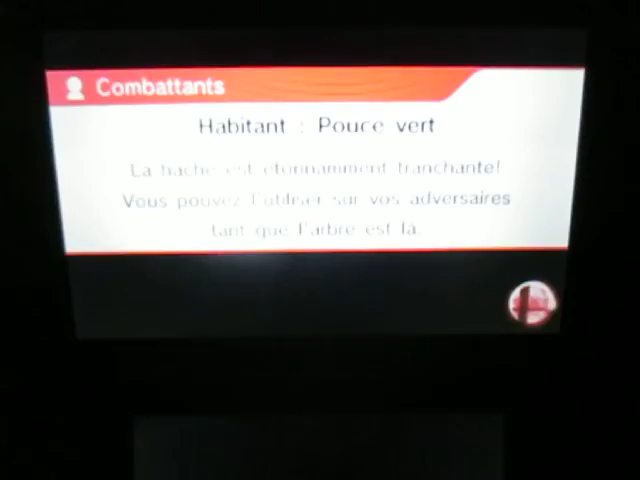 Combattants
Habitant : Pouce vert
La hache est étonnamment tranchante!
Vous pouvez l'utiliser sur vos adversaires
tant que l'arbre est là.